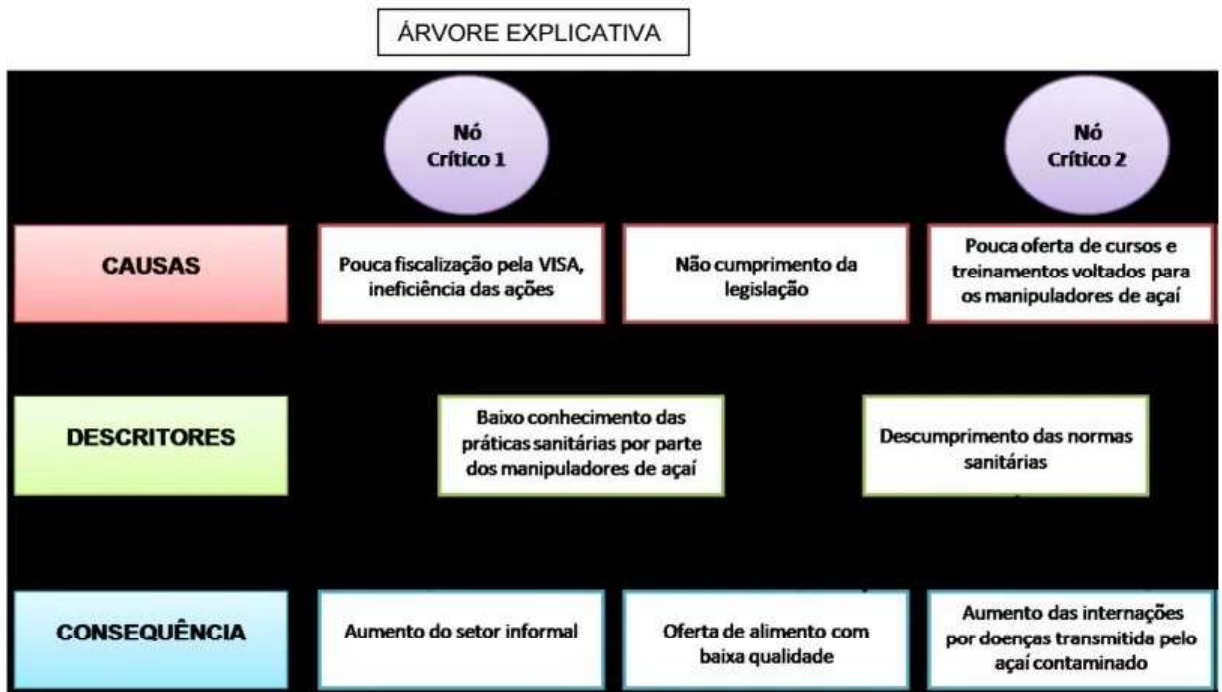 ÁRVORE EXPLICATIVA
Nó
Crítico 1
Nó
Crítico 2
CAUSAS
Pouca fiscalização pela VISA,
ineficiência das ações
Não cumprimento da
legislação
Pouca oferta de cursos e
treinamentos voltados para
os manipuladores de açaí
DESCRITORES
Baixo conhecimento das
práticas sanitárias por parte
dos manipuladores de açaí
Descumprimento das normas
sanitárias
CONSEQUÊNCIA
Aumento do setor informal
Oferta de alimento com
baixa qualidade
Aumento das internações
por doenças transmitida pelo
açaí contaminado